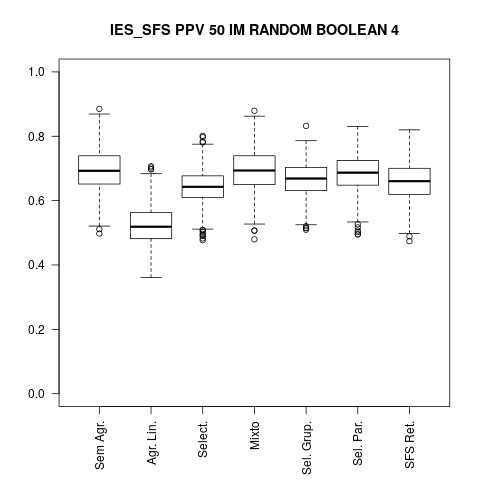 IES_SFS PPV 50 IM RANDOM BOOLEAN 4
1.0
0.8
0.6
0.4
0.2
0.0
Sem Agr.
Agr. Lin.
Select.
Mixto
Sel. Grup.
Sel. Par.
SFS Ret.